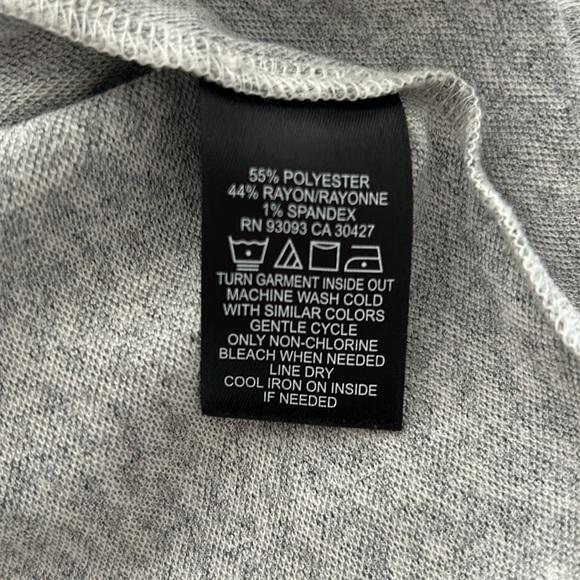 55% POLYESTER
44% RAYON/RAYONNE
1% SPANDEX
RN 93093 CA 30427
TURN GARMENT INSIDE OUT
MACHINE WASH COLD
WITH SIMILAR COLORS
GENTLE CYCLE
ONLY NON-CHLORINE
BLEACH WHEN NEEDED
LINE DRY
COOL IRON ON INSIDE
IF NEEDED